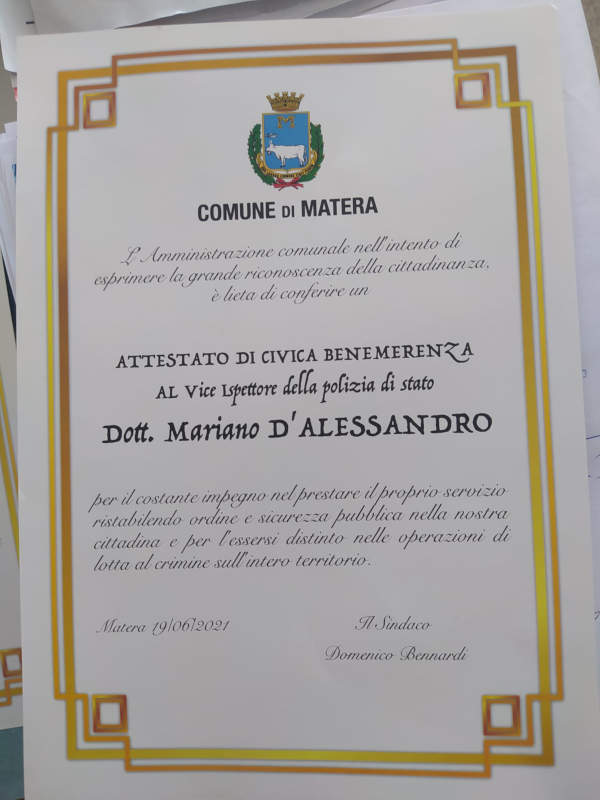 COMUNE DI MATERA
L'Amministrazione comunale nell'intento di
esprimere la grande riconoscenza della cittadinanza,
è lieta di conferire un
ATTESTATO DI CIVICA BENEMERENZA
AL Vice Ispettore della polizia di stato
Dott. Mariano D'ALESSANDRO
per il costante impegno nel prestare il proprio servizio
ristabilendo ordine e sicurezza pubblica nella nostra
cittadina e per l'essersi distinto nelle operazioni di
lotta al crimine sull'intero territorio.
Matera 19/06/2021
Il Sindaco
Domenico Bennardi